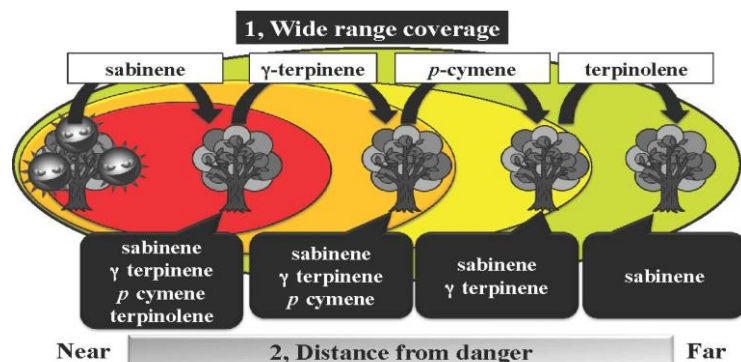 1, Wide range coverage
sabinene
γ-terpinene
p-cymene
terpinolene
sabinene
γ terpinene
p cymene
terpinolene
sabinene
γ terpinene
p cymene
sabinene
γ terpinene
sabinene
Near
2, Distance from danger
Far